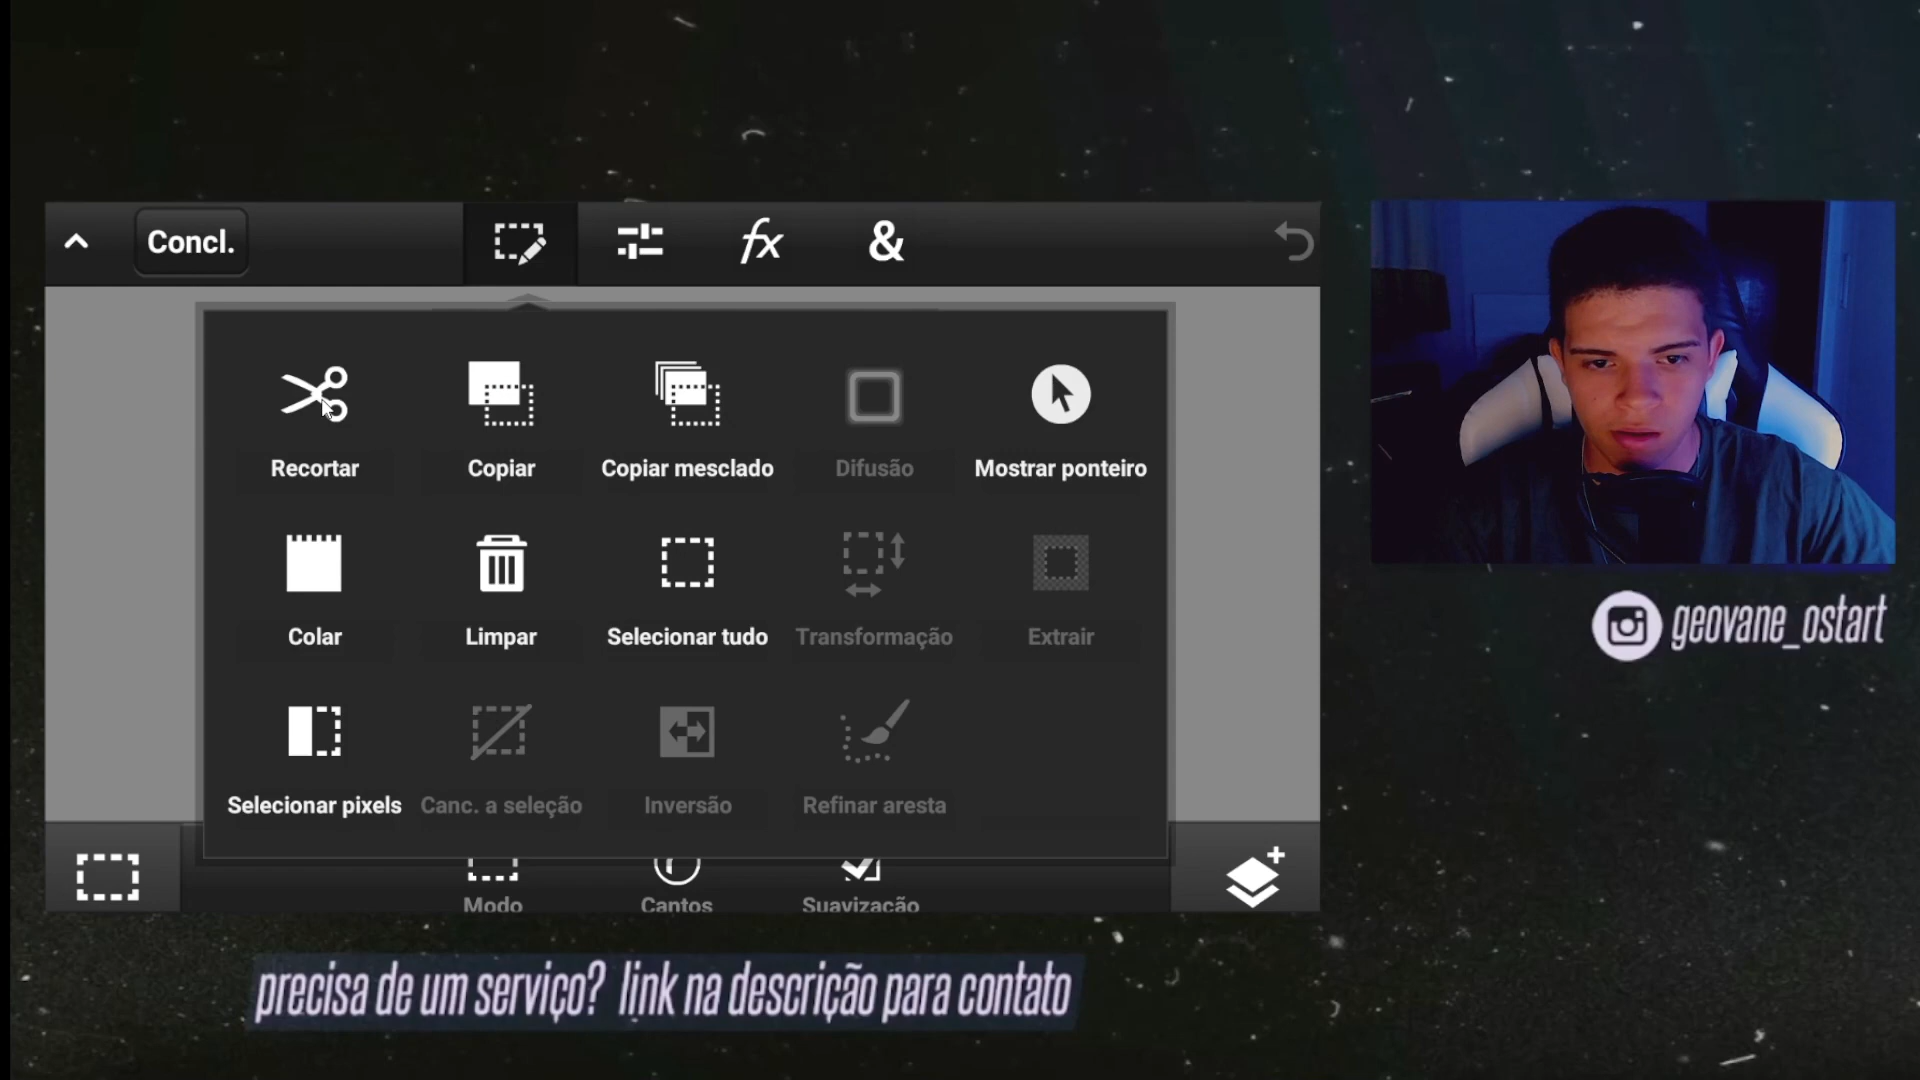 Concl.
fx
&
Recortar
Copiar
Copiar mesclado
Difusão
Mostrar ponteiro
Colar
Limpar
Selecionar tudo
Transformação
Extrair
Selecionar pixels
Canc. a seleção
Inversão
Refinar aresta
Modo
Cantos
Suavização
geovane_ostart
precisa de um serviço? link na descrição para contato